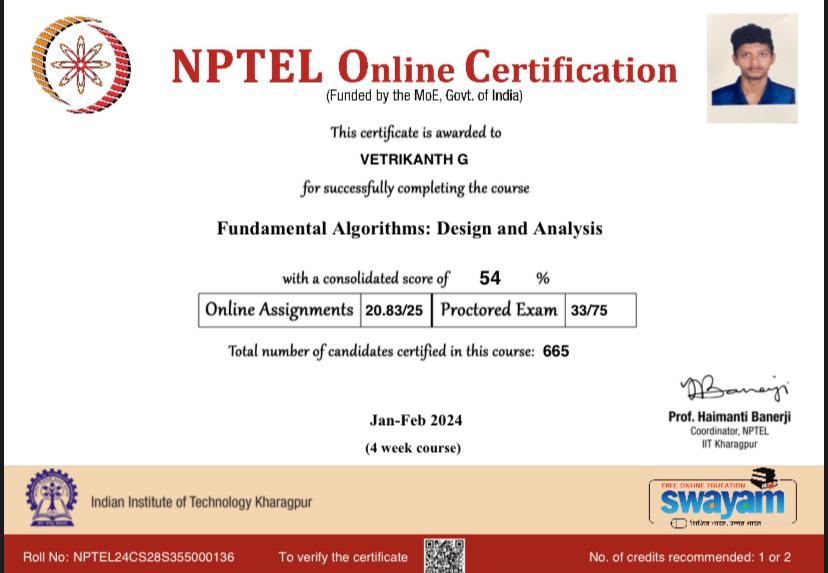 NPTEL Online Certification
(Funded by the MoE, Govt. of India)
This certificate is awarded to
VETRIKANTH G
for successfully completing the course
Fundamental Algorithms: Design and Analysis
with a consolidated score of 54 %
Online Assignments 20.83/25 Proctored Exam 33/75
Total number of candidates certified in this course: 665
Jan-Feb 2024
(4 week course)
Prof. Haimanti Banerji
Coordinator, NPTEL
IIT Kharagpur
Indian Institute of Technology Kharagpur
FREE ONLINE EDUCATION
swayam
शिक्षित भारत, उन्नत भारत
Roll No: NPTEL24CS28S355000136 To verify the certificate No. of credits recommended: 1 or 2